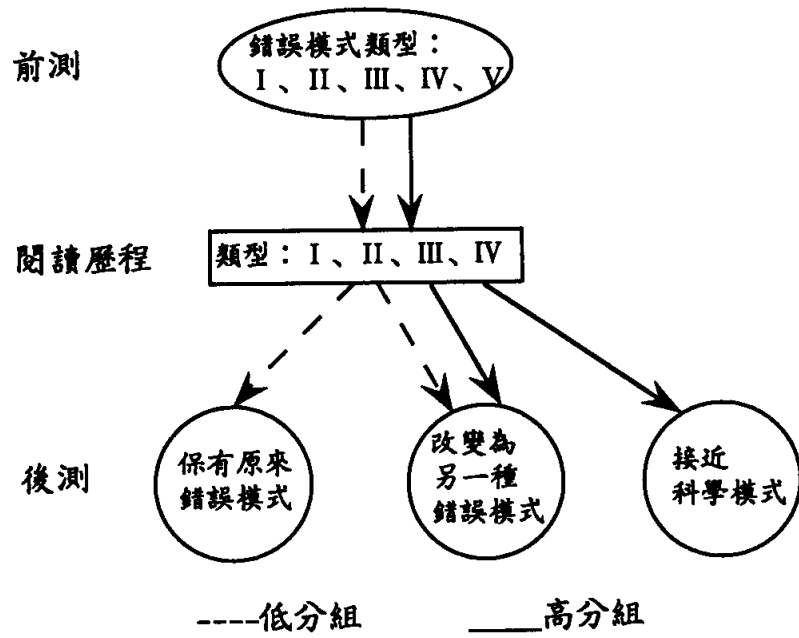 前測
錯誤模式類型：
I、II、III、IV、V
閱讀歷程
類型：I、II、III、IV
後測
保有原來
錯誤模式
改變為
另一種
錯誤模式
接近
科學模式
----低分組
____高分組